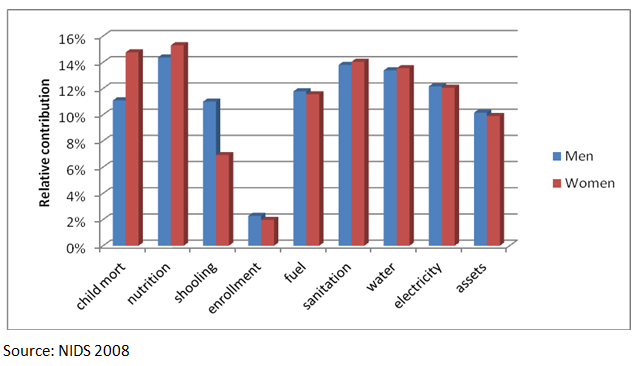 16%
14%
12%
10%
8%
6%
4%
2%
0%
Relative contribution
child mort
nutrition
shooling
enrollment
fuel
sanitation
water
electricity
assets
Men
Women
Source: NIDS 2008